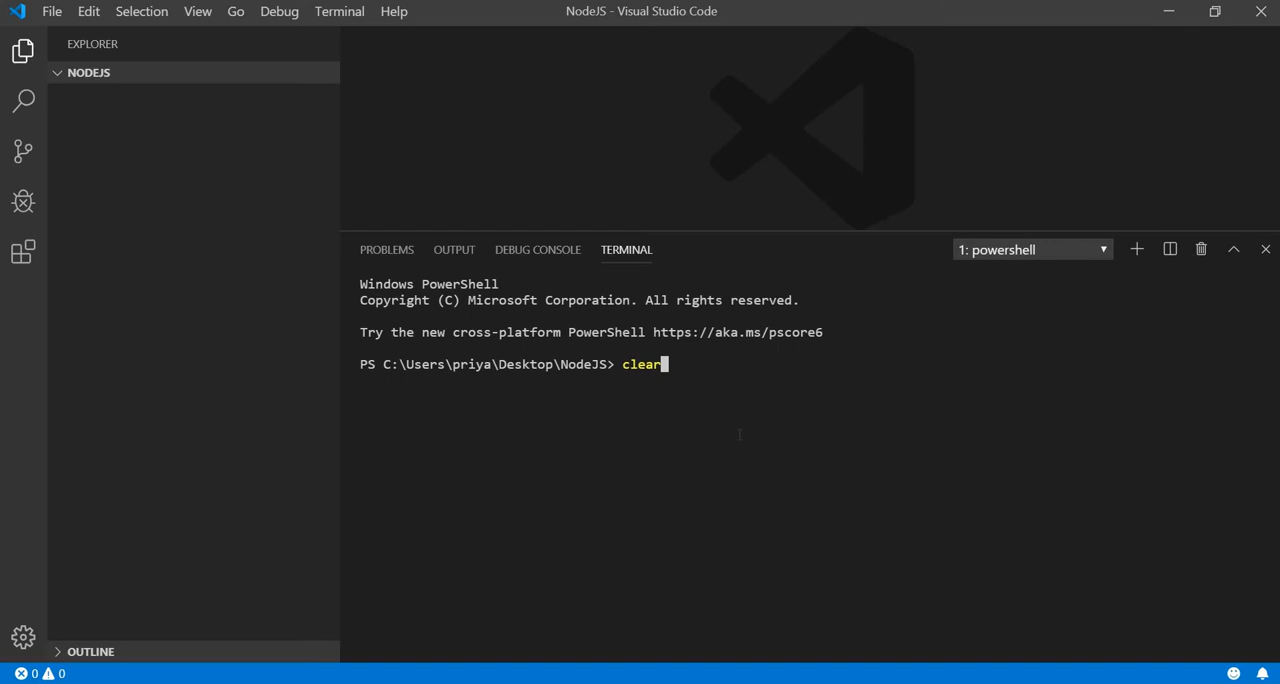 File Edit Selection View Go Debug Terminal Help
NodeJS - Visual Studio Code
EXPLORER
NODEJS
PROBLEMS OUTPUT DEBUG CONSOLE TERMINAL
1: powershell
Windows PowerShell
Copyright (C) Microsoft Corporation. All rights reserved.
Try the new cross-platform PowerShell https://aka.ms/pscore6
PS C:\Users\priya\Desktop\NodeJS> clear
OUTLINE
0 0